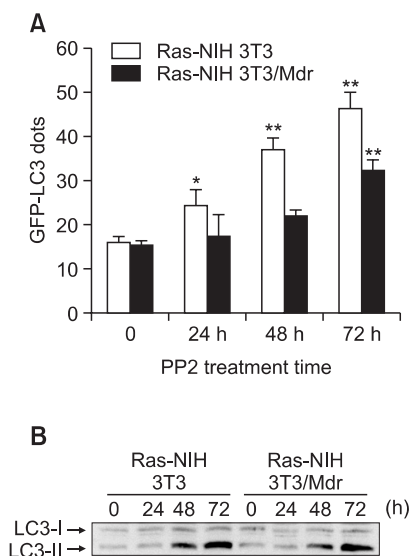 A
Ras-NIH 3T3
Ras-NIH 3T3/Mdr
60
50
40
30
20
10
0
GFP-LC3 dots
*
**
**
**
0 24 h 48 h 72 h
PP2 treatment time
B
Ras-NIH 3T3 Ras-NIH 3T3/Mdr
0 24 48 72 0 24 48 72 (h)
LC3-I
LC3-II